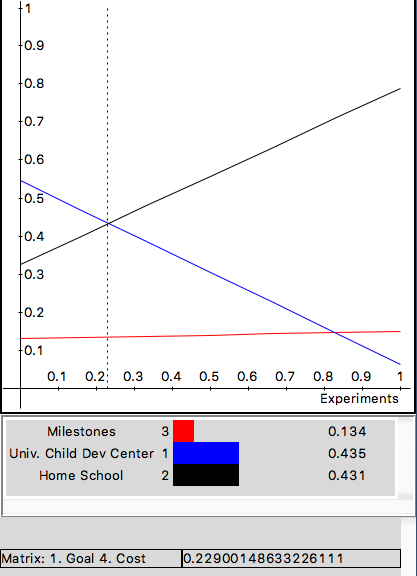 1
0.9
0.8
0.7
0.6
0.5
0.4
0.3
0.2
0.1
0.1 0.2 0.3 0.4 0.5 0.6 0.7 0.8 0.9 1
Experiments
Milestones 3 0.134
Univ. Child Dev Center 1 0.435
Home School 2 0.431
Matrix: 1. Goal 4. Cost 0.22900148633226111